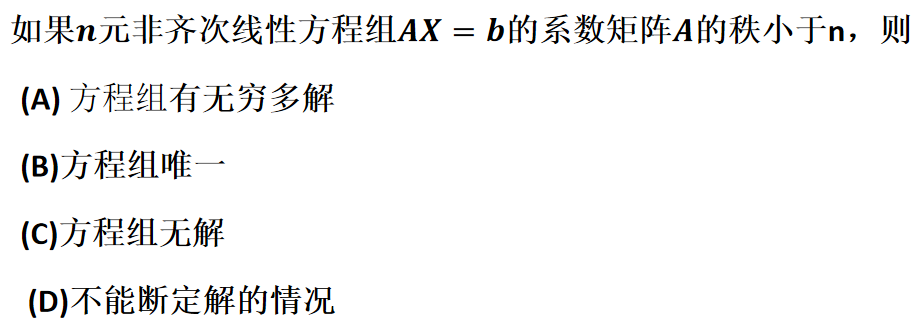 如果n元非齐次线性方程组AX = b的系数矩阵A的秩小于n，则
(A) 方程组有无穷多解
(B)方程组唯一
(C)方程组无解
(D)不能断定解的情况